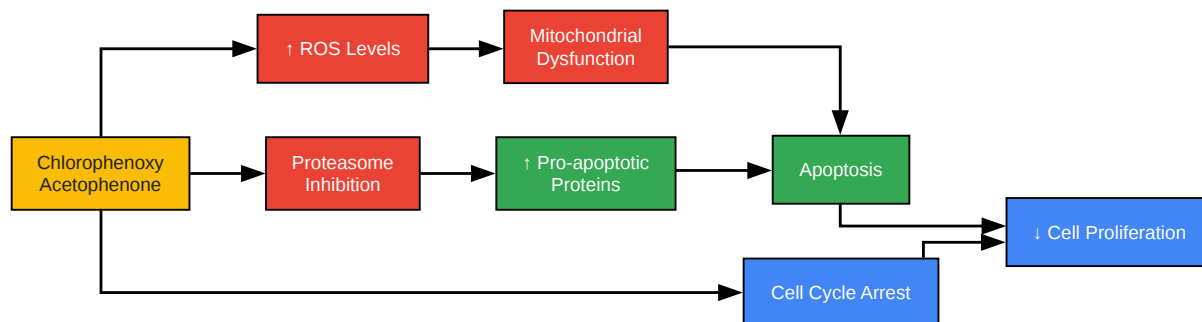 ↑ ROS Levels
Mitochondrial
Dysfunction
Chlorophenoxy
Acetophenone
Proteasome
Inhibition
↑ Pro-apoptotic
Proteins
Apoptosis
↓ Cell Proliferation
Cell Cycle Arrest